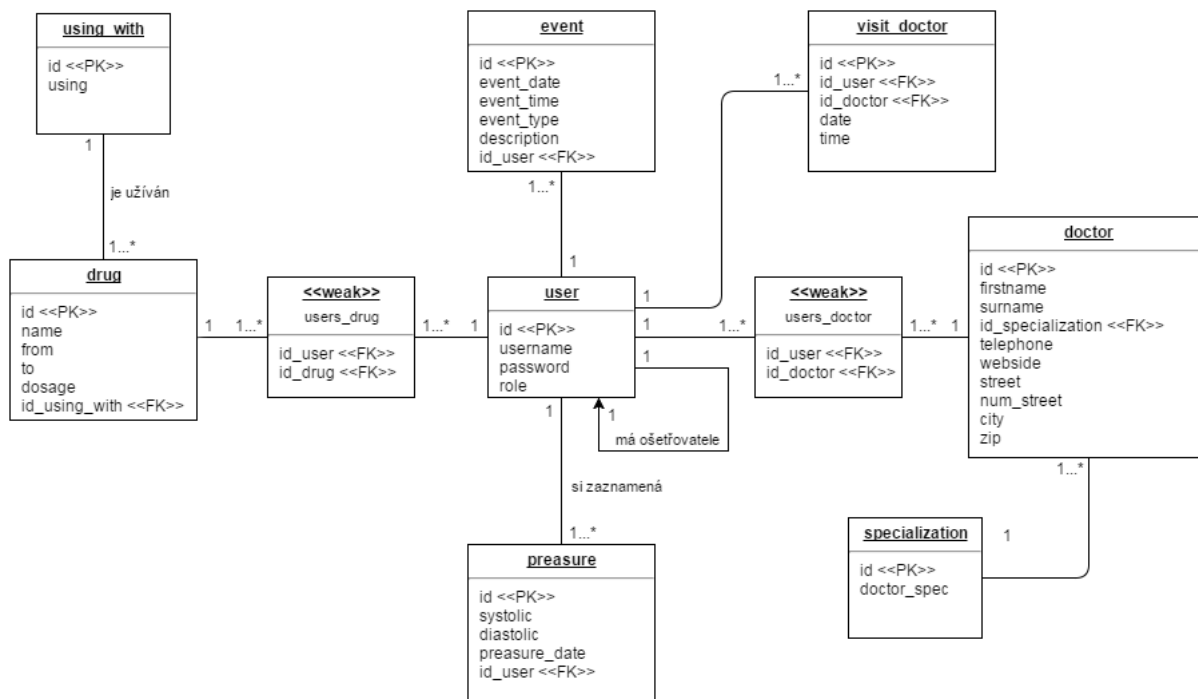 using_with
id <<PK>>
using
1
je užíván
1...*
drug
id <<PK>>
name
from
to
dosage
id_using_with <<FK>>
1
1...*
<<weak>>
users_drug
id_user <<FK>>
id_drug <<FK>>
1...*
1
event
id <<PK>>
event_date
event_time
event_type
description
id_user <<FK>>
1...*
1
user
id <<PK>>
username
password
role
1
1
1
1
má ošetřovatele
1
si zaznamená
1...*
preasure
id <<PK>>
systolic
diastolic
preasure_date
id_user <<FK>>
visit_doctor
id <<PK>>
id_user <<FK>>
id_doctor <<FK>>
date
time
1...*
1...*
<<weak>>
users_doctor
id_user <<FK>>
id_doctor <<FK>>
1...*
1
doctor
id <<PK>>
firstname
surname
id_specialization <<FK>>
telephone
webside
street
num_street
city
zip
1...*
1
specialization
id <<PK>>
doctor_spec